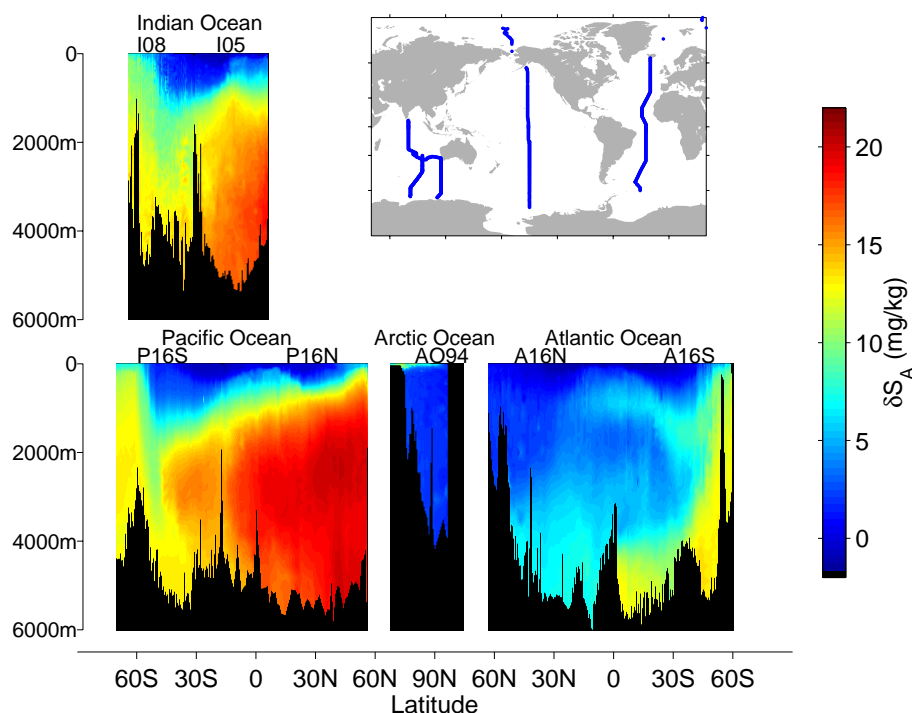 Indian Ocean
I08 I05
0
2000m
4000m
6000m
Pacific Ocean Arctic Ocean Atlantic Ocean
P16S P16N AO94 A16N A16S
0
2000m
4000m
6000m
60S 30S 0 30N 60N 90N 60N 30N 0 30S 60S
Latitude
20
15
10
5
0
δS_A (mg/kg)